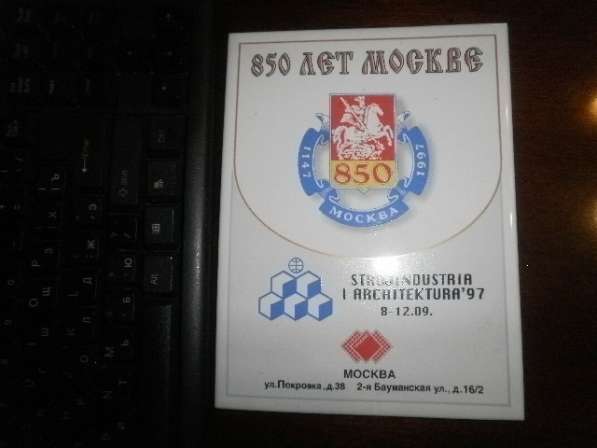 850 ЛЕТ МОСКВЕ
1147
1997
850
МОСКВА
STROJINDUSTRIA
I ARCHITEKTURA'97
8-12.09.
МОСКВА
ул.Покровка,д.38 2-я Бауманская ул., д.16/2